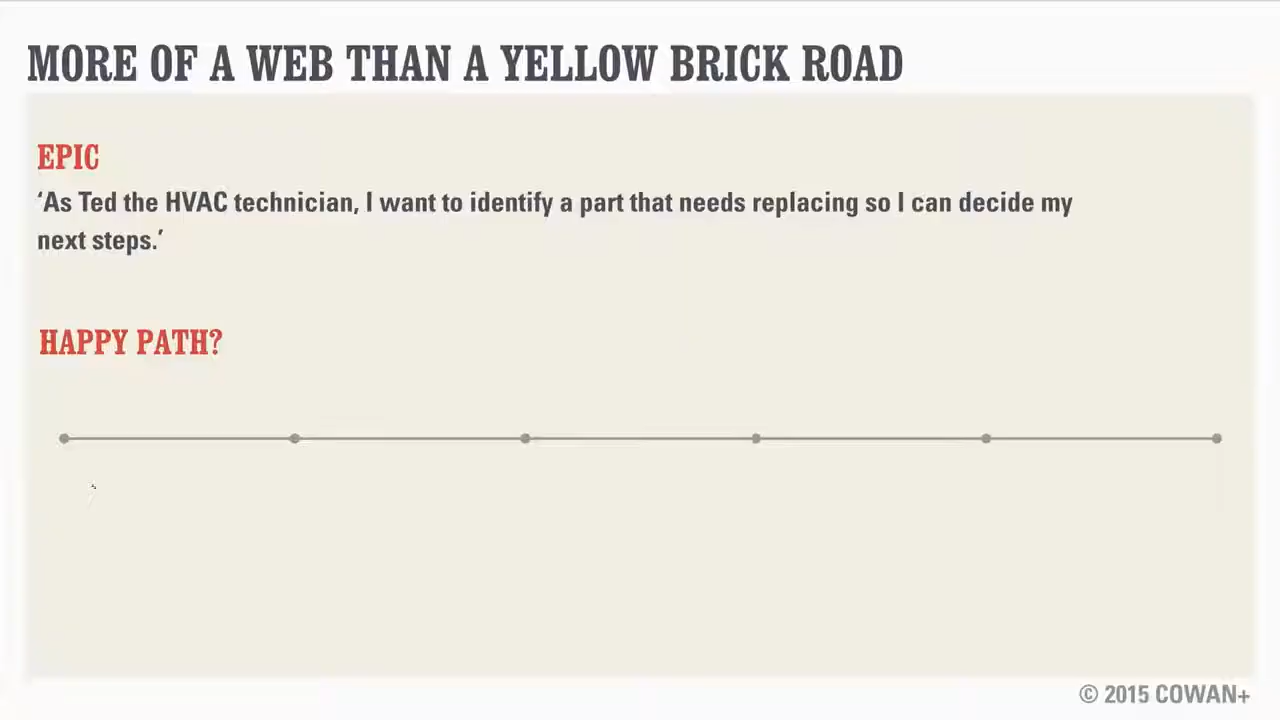 MORE OF A WEB THAN A YELLOW BRICK ROAD
EPIC
‘As Ted the HVAC technician, I want to identify a part that needs replacing so I can decide my
next steps.’
HAPPY PATH?
© 2015 COWAN+